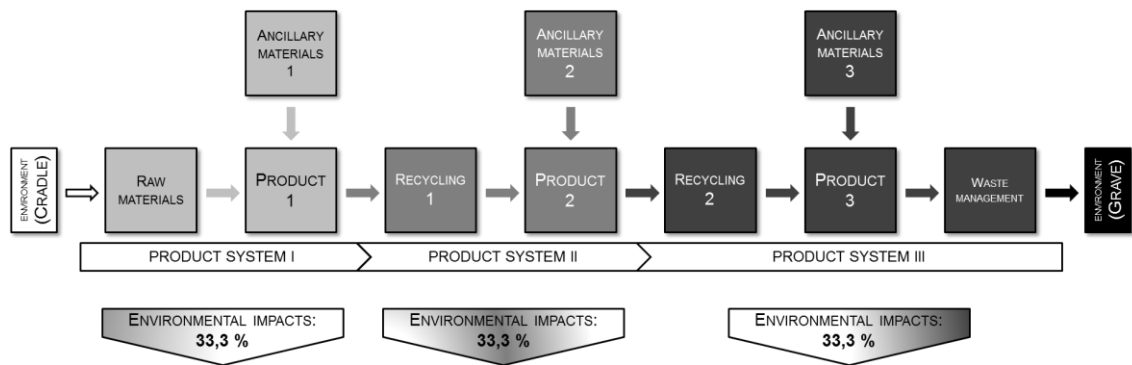 ANCILLARY
MATERIALS
1
ANCILLARY
MATERIALS
2
ANCILLARY
MATERIALS
3
ENVIRONMENT
(CRADLE)
RAW
MATERIALS
PRODUCT
1
RECYCLING
1
PRODUCT
2
RECYCLING
2
PRODUCT
3
WASTE
MANAGEMENT
ENVIRONMENT
(GRAVE)
PRODUCT SYSTEM I
PRODUCT SYSTEM II
PRODUCT SYSTEM III
ENVIRONMENTAL IMPACTS:
33,3 %
ENVIRONMENTAL IMPACTS:
33,3 %
ENVIRONMENTAL IMPACTS:
33,3 %